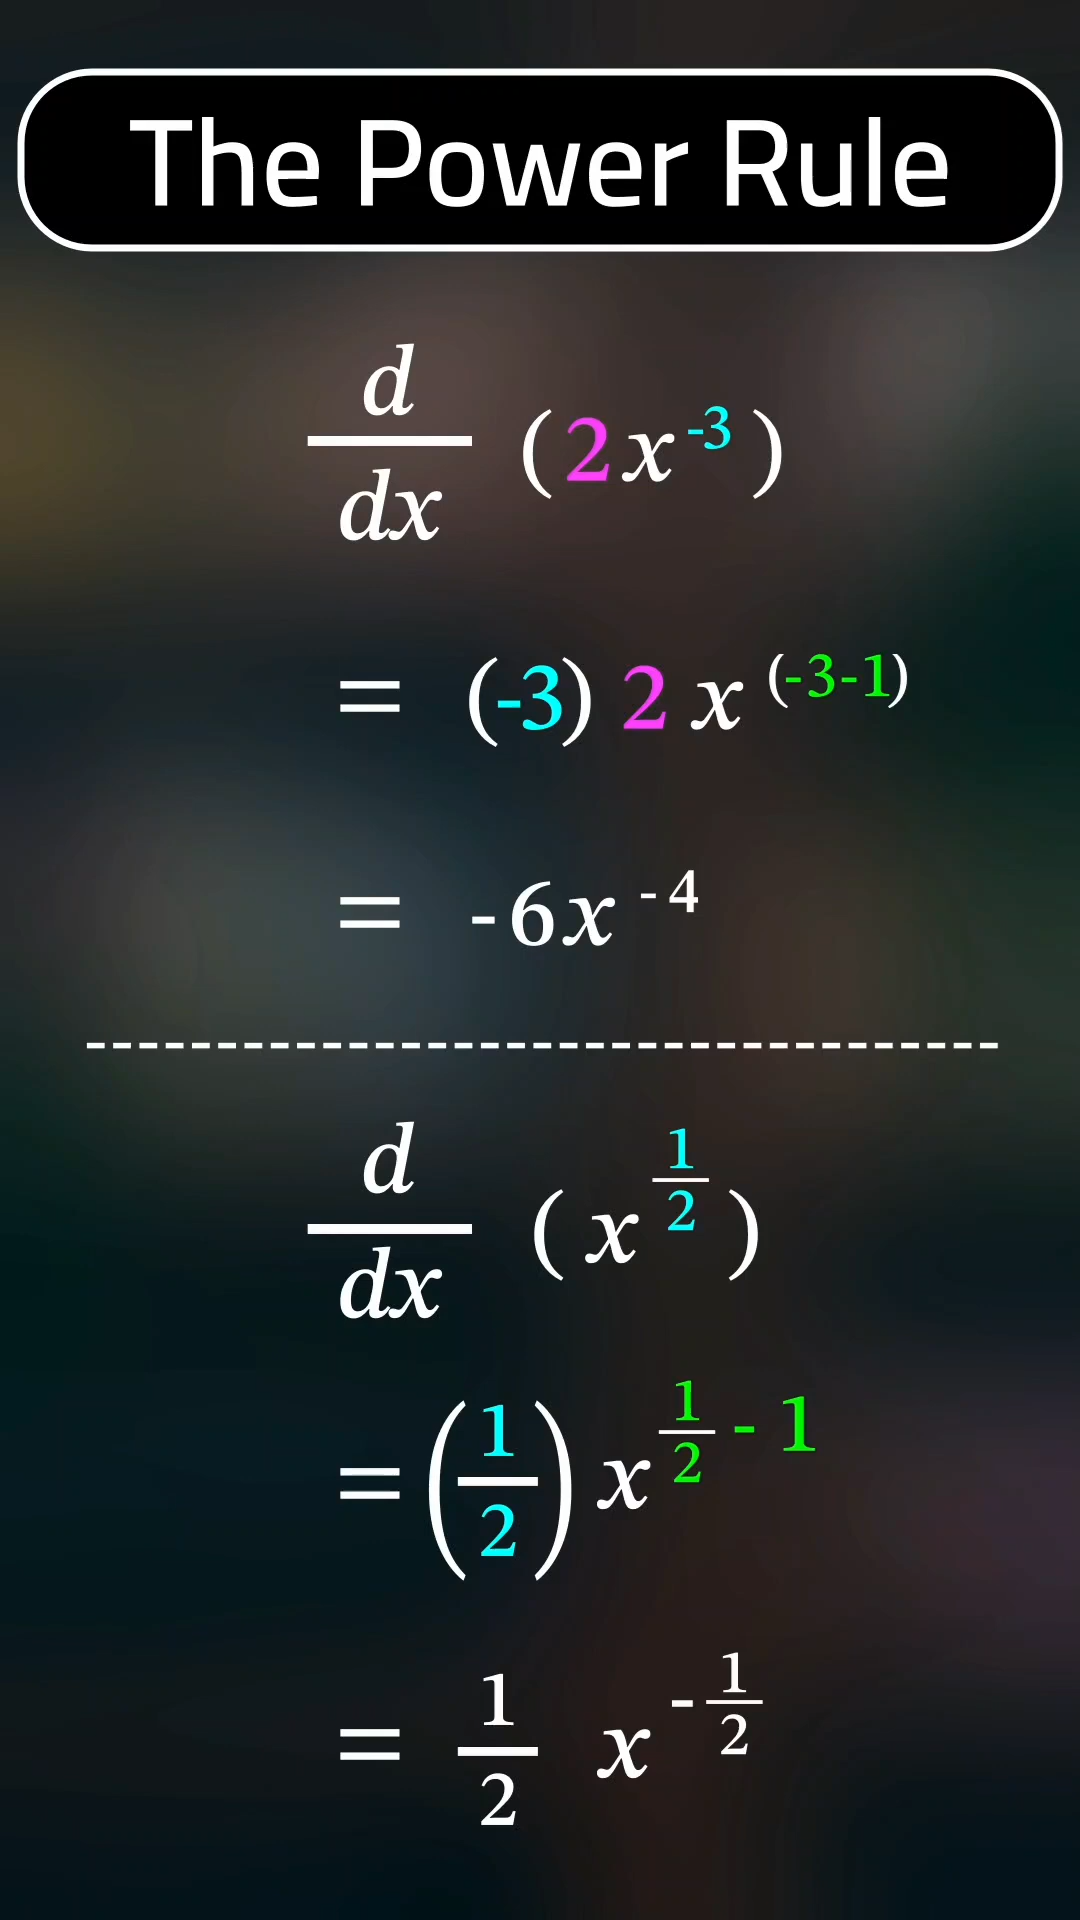 The Power Rule
d/dx (2x⁻³)
= (-3) 2 x⁽⁻³⁻¹⁾
= -6x⁻⁴
d/dx (x^(1/2))
= (1/2) x^(1/2 - 1)
= 1/2 x^(-1/2)